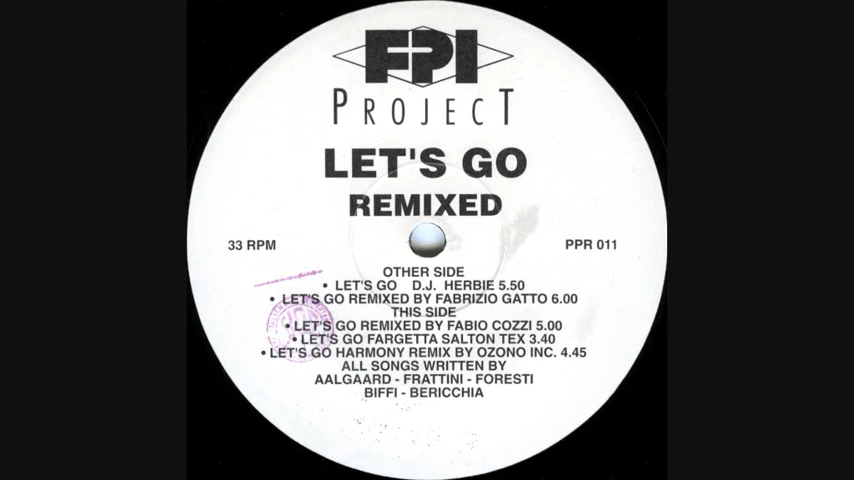 FPI
PROJECT
LET'S GO
REMIXED
33 RPM
PPR 011
OTHER SIDE
• LET'S GO D.J. HERBIE 5.50
• LET'S GO REMIXED BY FABRIZIO GATTO 6.00
THIS SIDE
• LET'S GO REMIXED BY FABIO COZZI 5.00
• LET'S GO FARGETTA SALTON TEX 3.40
• LET'S GO HARMONY REMIX BY OZONO INC. 4.45
ALL SONGS WRITTEN BY
AALGAARD - FRATTINI - FORESTI
BIFFI - BERICCHIA